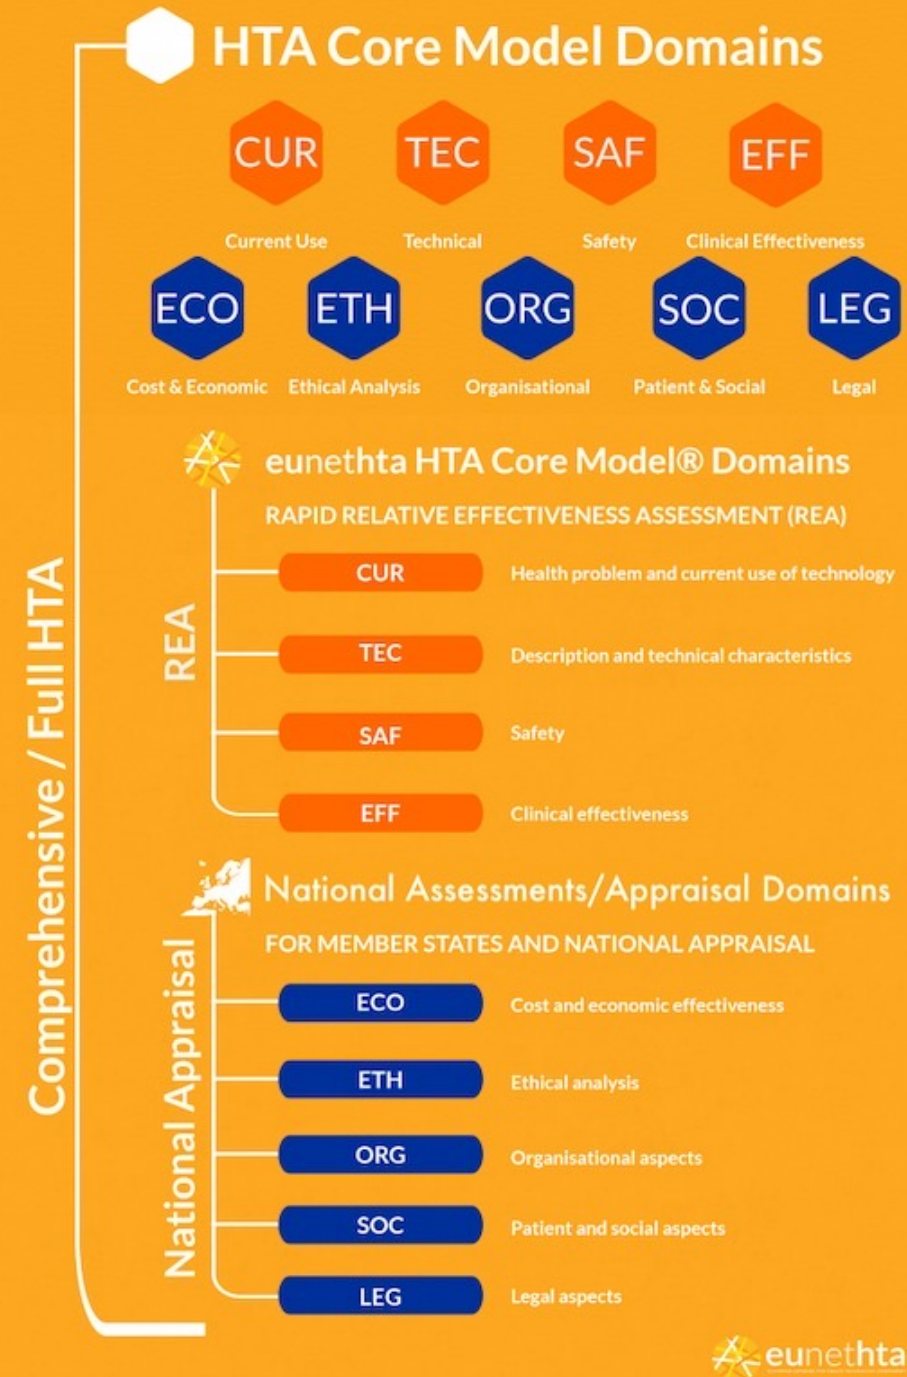 HTA Core Model Domains
CUR TEC SAF EFF
Current Use Technical Safety Clinical Effectiveness
ECO ETH ORG SOC LEG
Cost & Economic Ethical Analysis Organisational Patient & Social Legal
Comprehensive / Full HTA
eunethta HTA Core Model® Domains
RAPID RELATIVE EFFECTIVENESS ASSESSMENT (REA)
REA
CUR Health problem and current use of technology
TEC Description and technical characteristics
SAF Safety
EFF Clinical effectiveness
National Assessments/Appraisal Domains
FOR MEMBER STATES AND NATIONAL APPRAISAL
National Appraisal
ECO Cost and economic effectiveness
ETH Ethical analysis
ORG Organisational aspects
SOC Patient and social aspects
LEG Legal aspects
eunethta